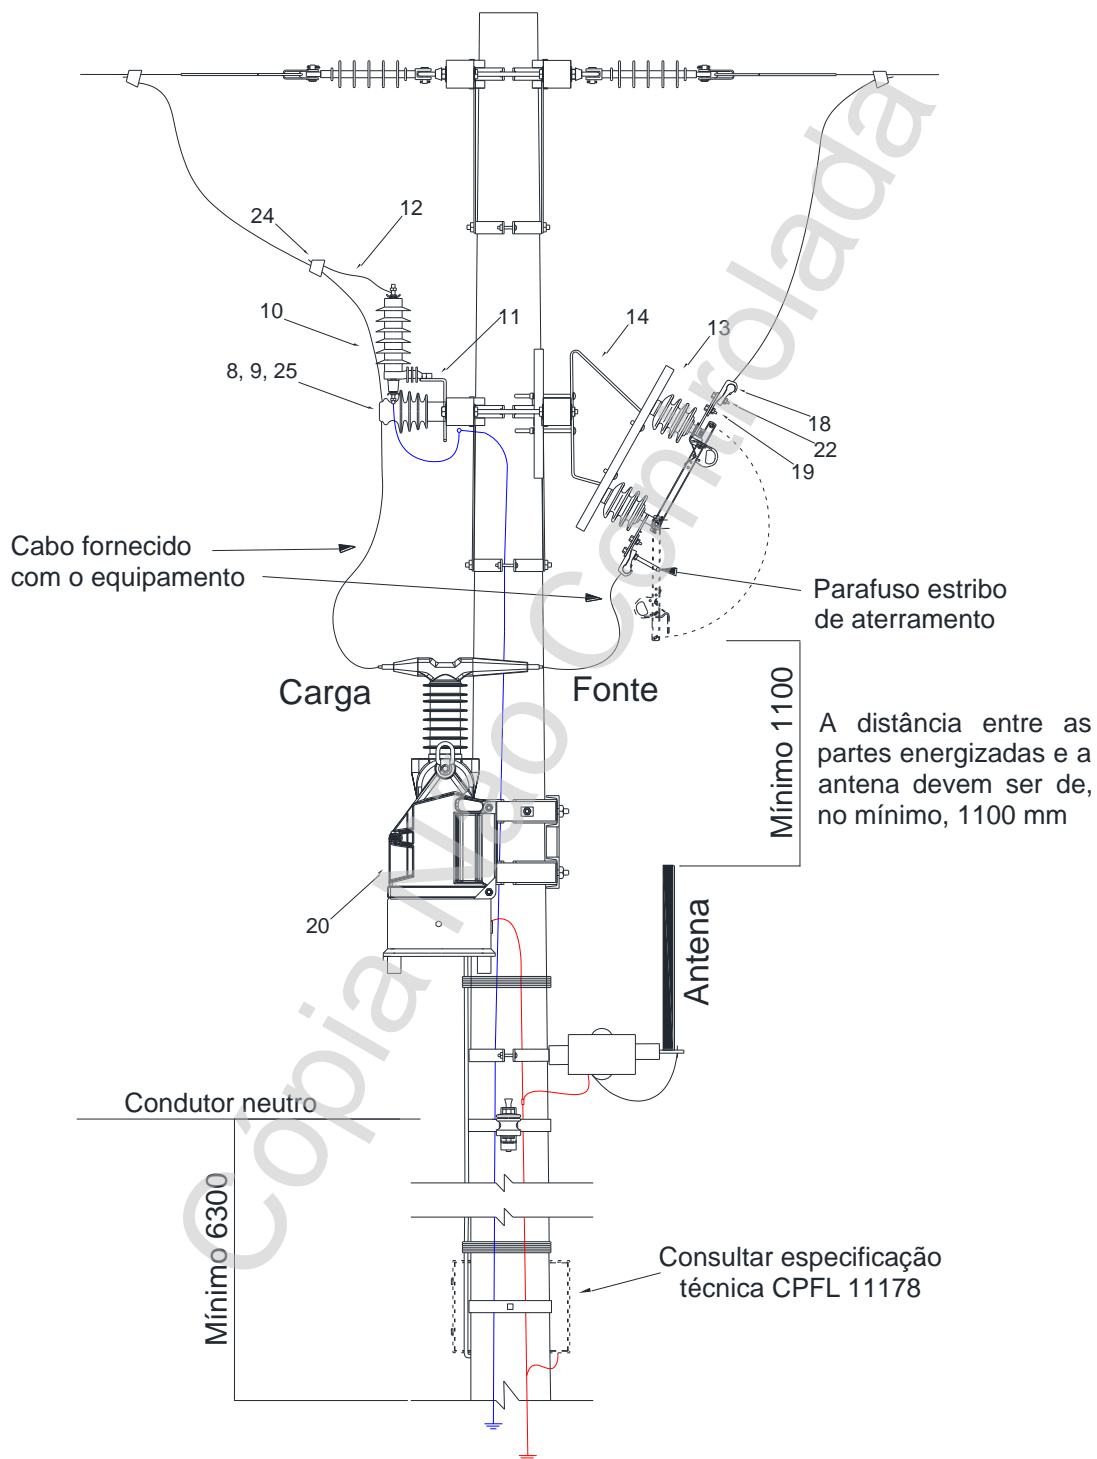 24
12
10
11
14
13
8, 9, 25
18
22
19
Cabo fornecido
com o equipamento
Parafuso estribo
de aterramento
Carga
Fonte
Mínimo 1100
A distância entre as
partes energizadas e a
antena devem ser de,
no mínimo, 1100 mm
20
Antena
Condutor neutro
Mínimo 6300
Consultar especificação
técnica CPFL 11178
Cópia Não Controlada